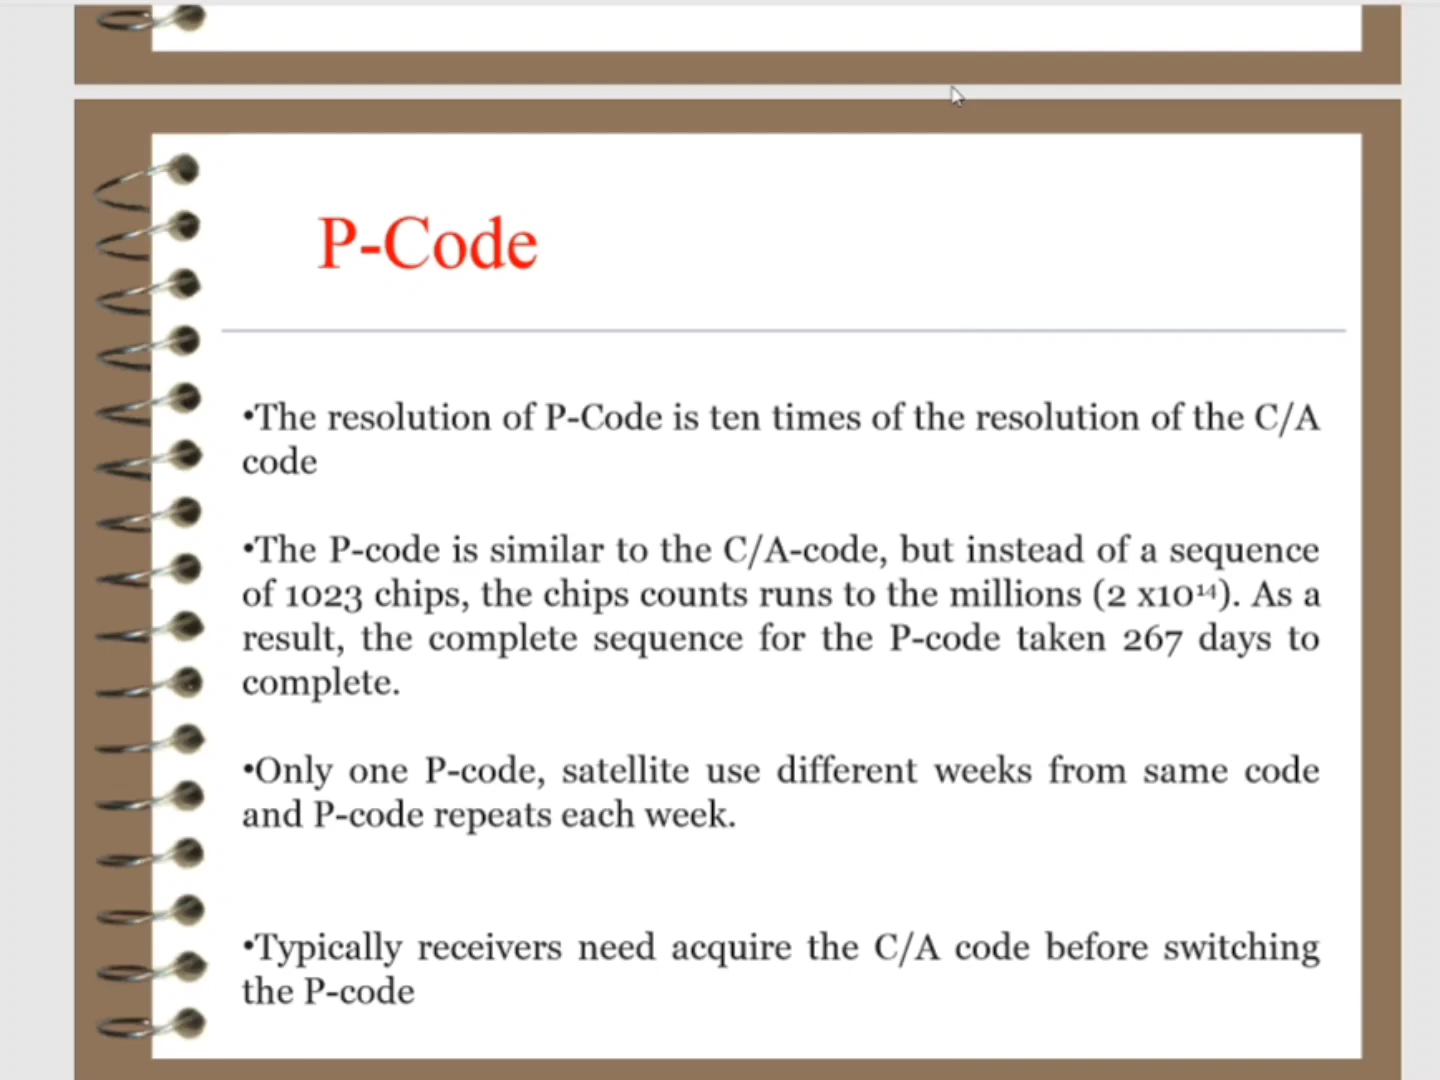 P-Code
•The resolution of P-Code is ten times of the resolution of the C/A
code
•The P-code is similar to the C/A-code, but instead of a sequence
of 1023 chips, the chips counts runs to the millions (2 x10¹⁴). As a
result, the complete sequence for the P-code taken 267 days to
complete.
•Only one P-code, satellite use different weeks from same code
and P-code repeats each week.
•Typically receivers need acquire the C/A code before switching
the P-code